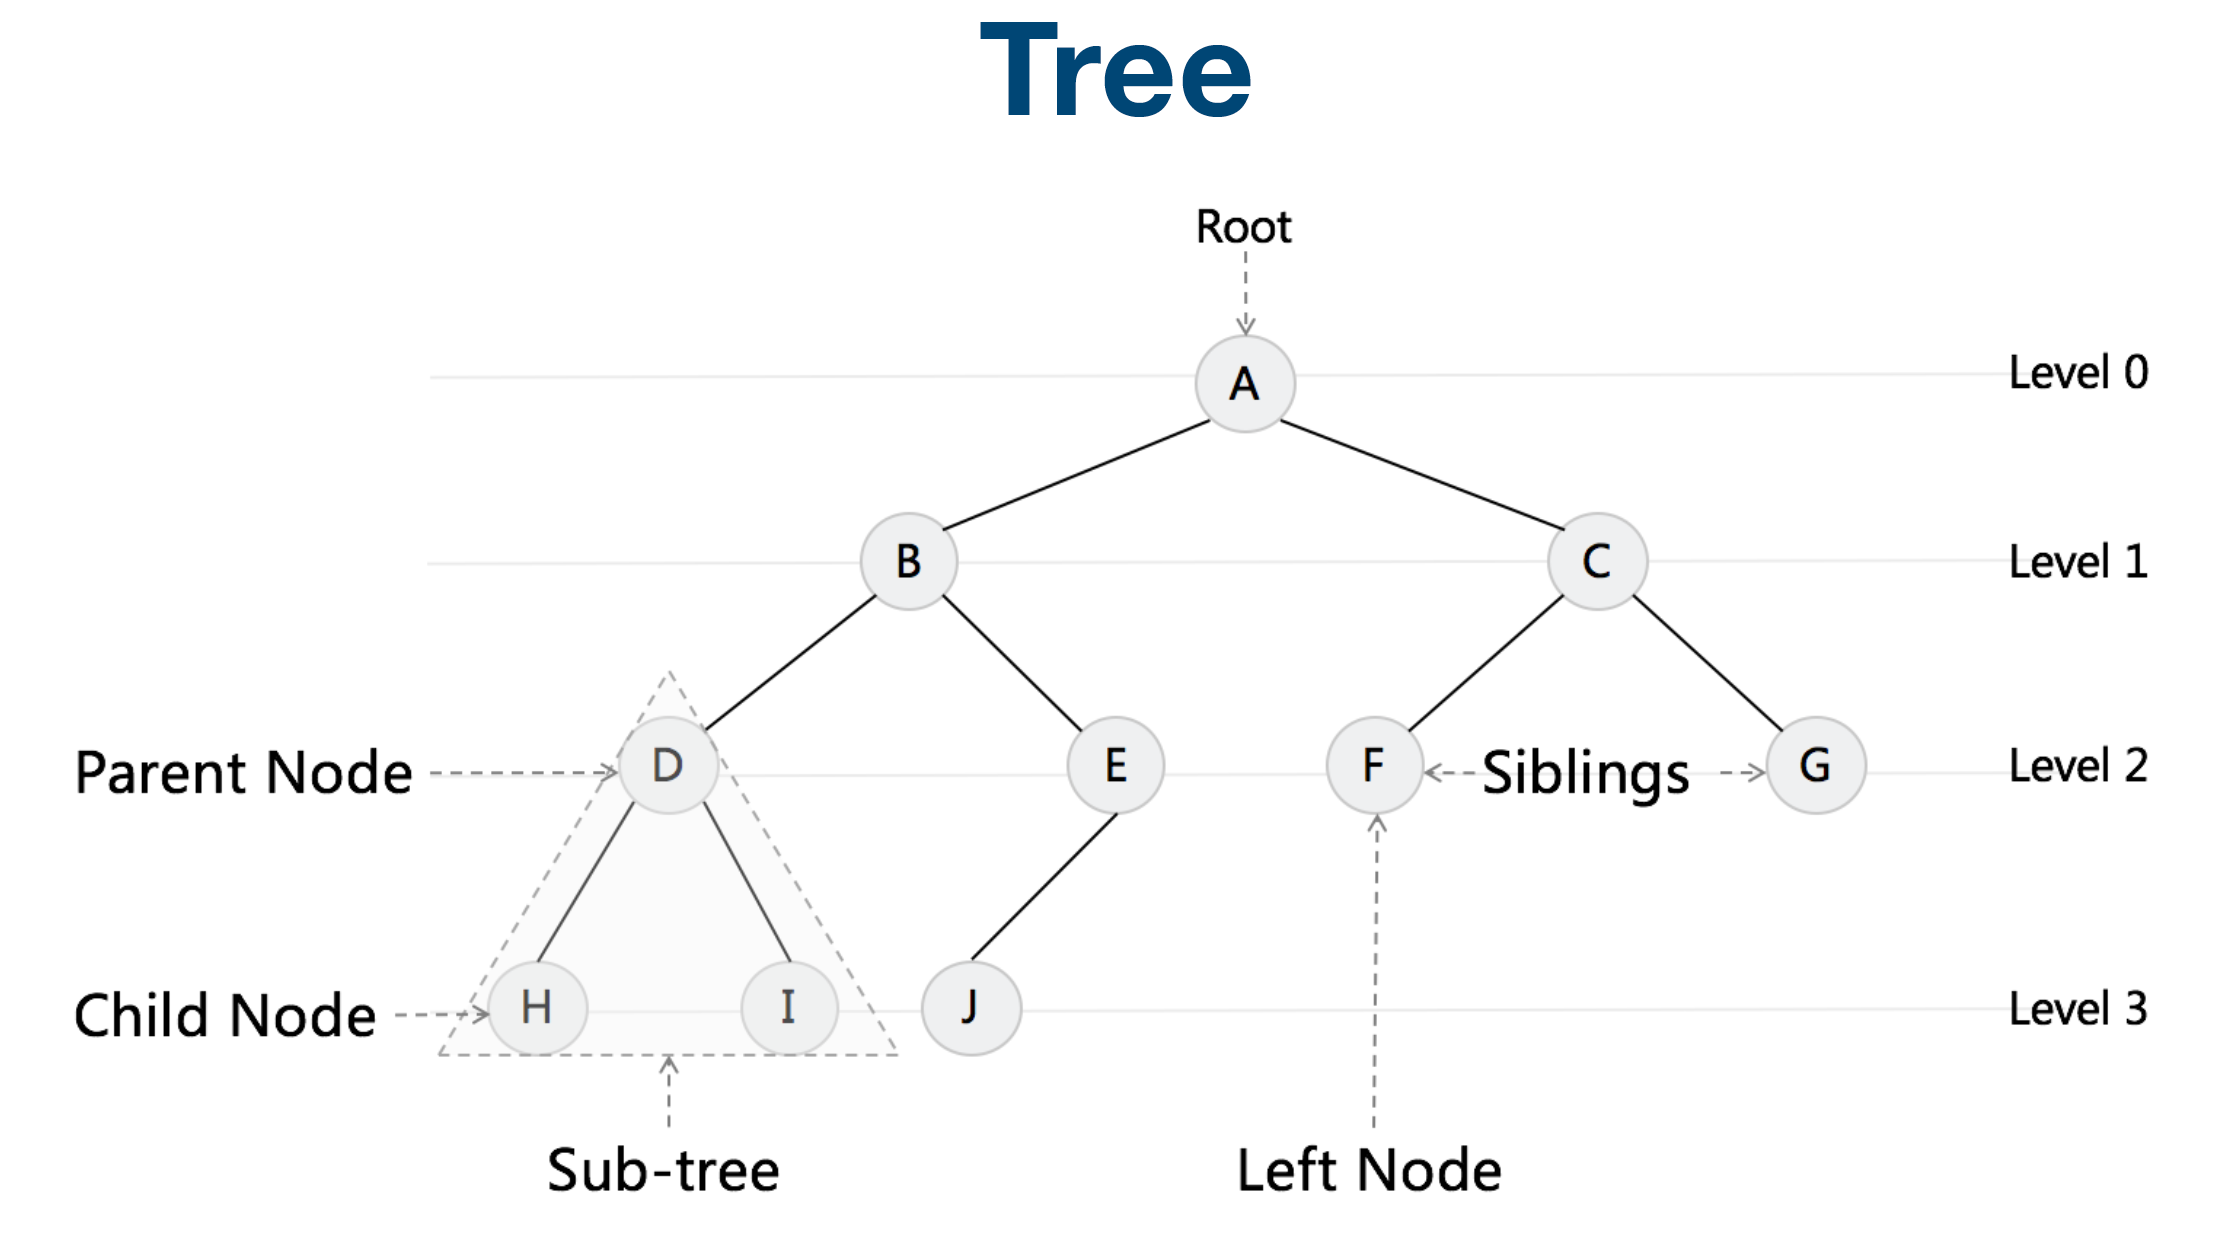 Tree
Root
A
Level 0
B
C
Level 1
Parent Node
D
E
F
Siblings
G
Level 2
Child Node
H
I
J
Level 3
Sub-tree
Left Node